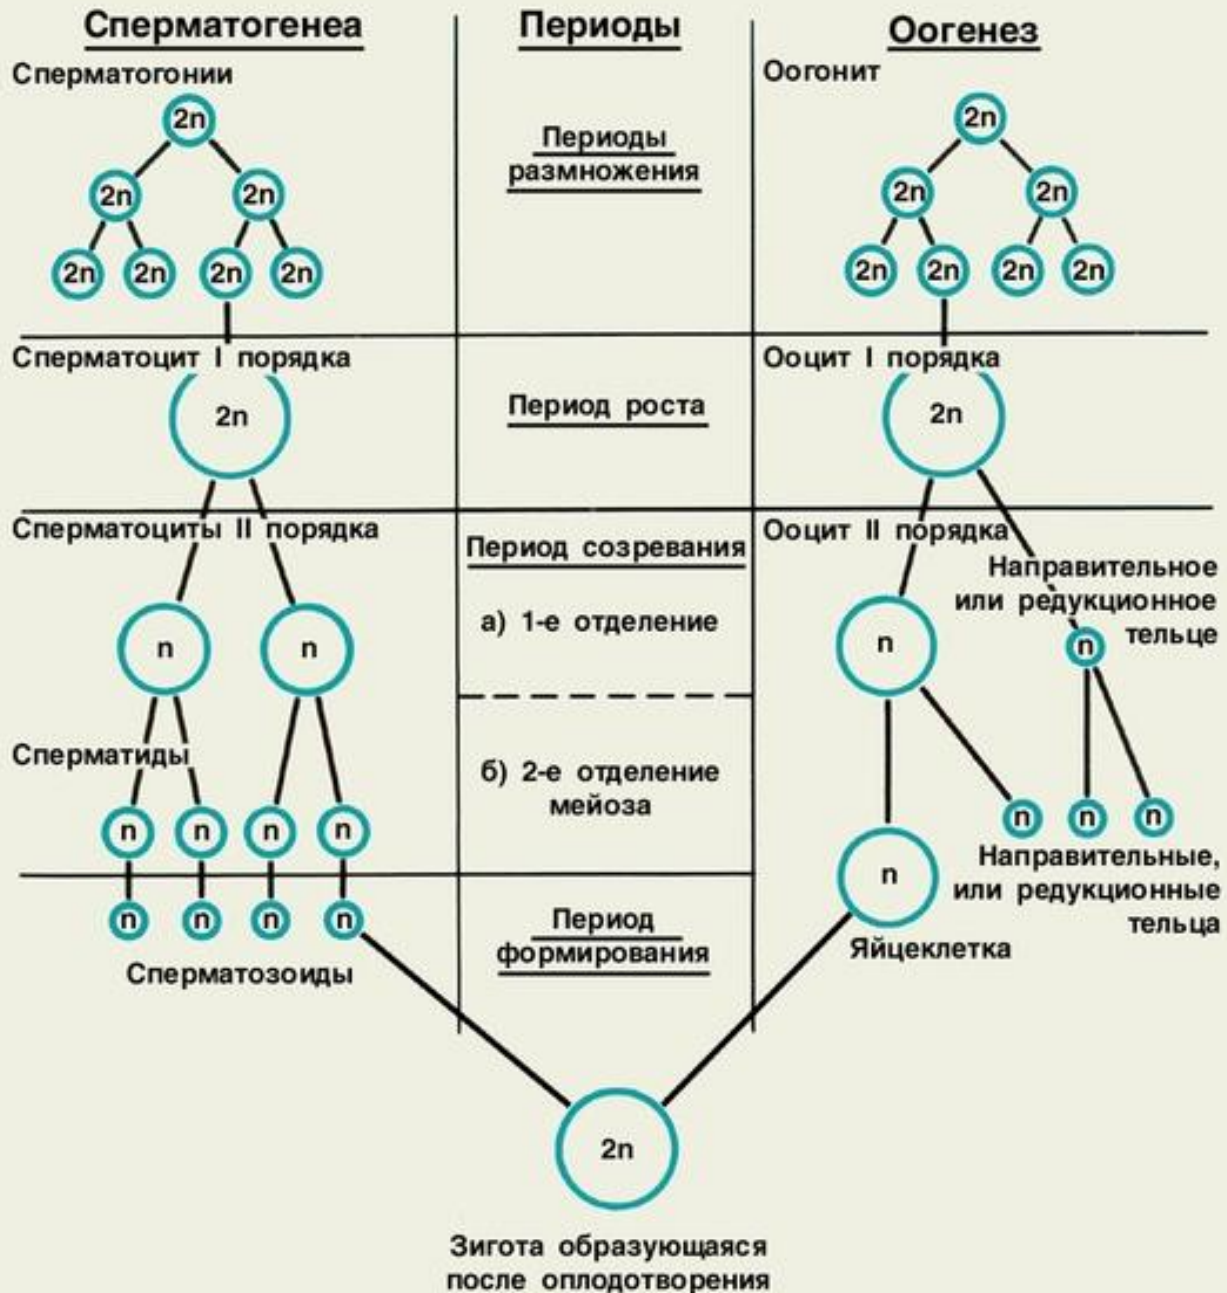 Сперматогенеа
Периоды
Оогенез
Сперматогонии
Оогонит
2n
2n
2n 2n
2n 2n
2n 2n 2n 2n
2n 2n 2n 2n
Периоды
размножения
Сперматоцит I порядка
Ооцит I порядка
2n
Период роста
2n
Сперматоциты II порядка
Ооцит II порядка
Период созревания
Направительное
или редукционное
тельце
а) 1-е отделение
n n
n
n
Сперматиды
б) 2-е отделение
мейоза
n n n n
n n n
Направительные,
или редукционные
тельца
n
n n n n
Период
формирования
Яйцеклетка
Сперматозоиды
2n
Зигота образующаяся
после оплодотворения